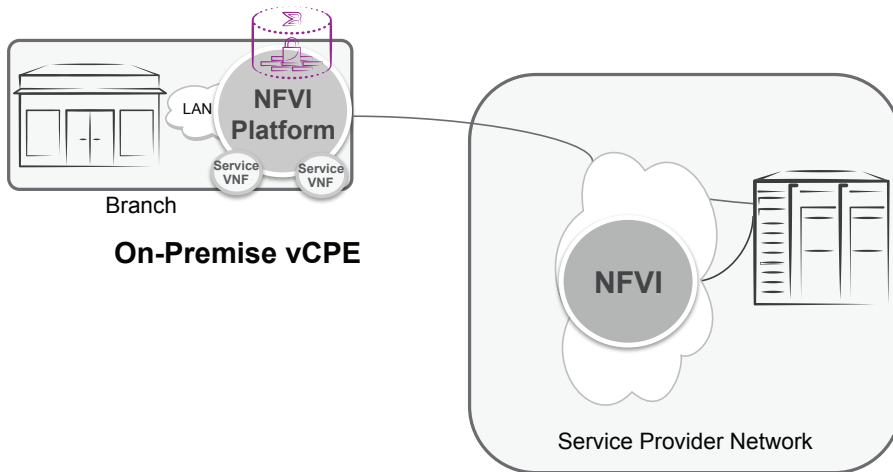 LAN
NFVI
Platform
Service
VNF
Service
VNF
Branch
On-Premise vCPE
NFVI
Service Provider Network